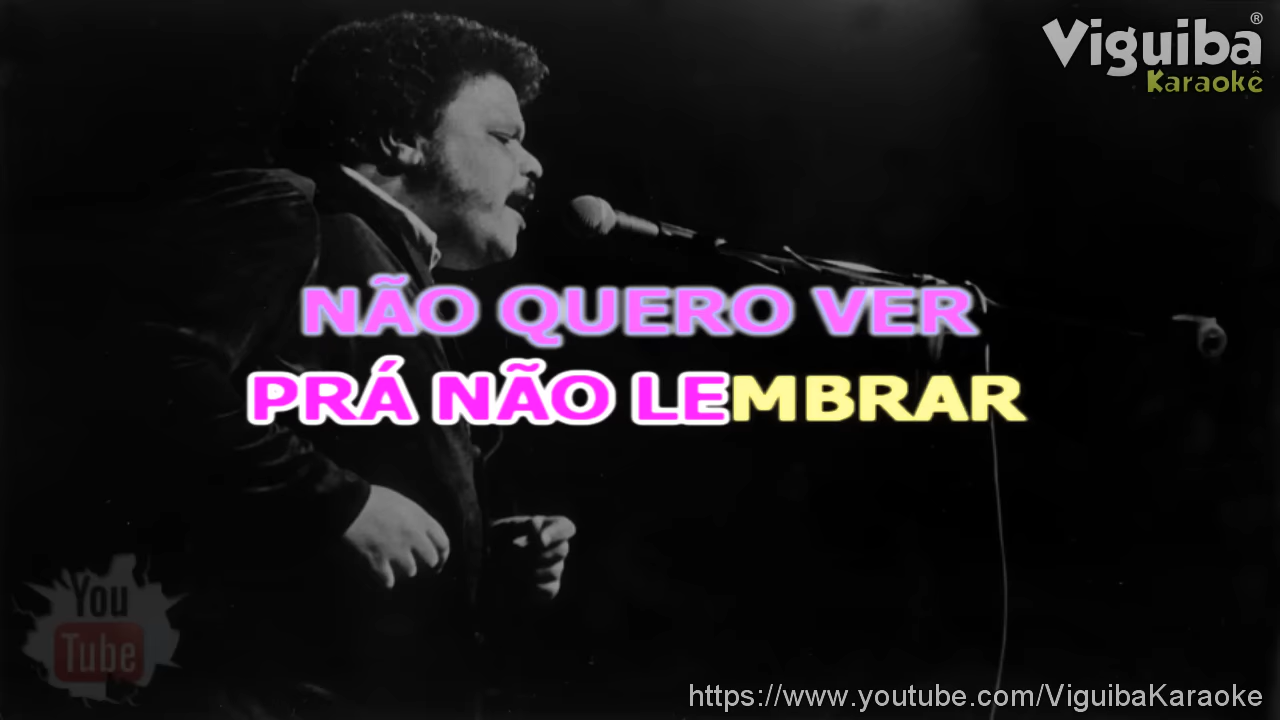 Viguiba®
Karaokê
NÃO QUERO VER
PRÁ NÃO LEMBRAR
You
Tube
https://www.youtube.com/ViguibaKaraoke